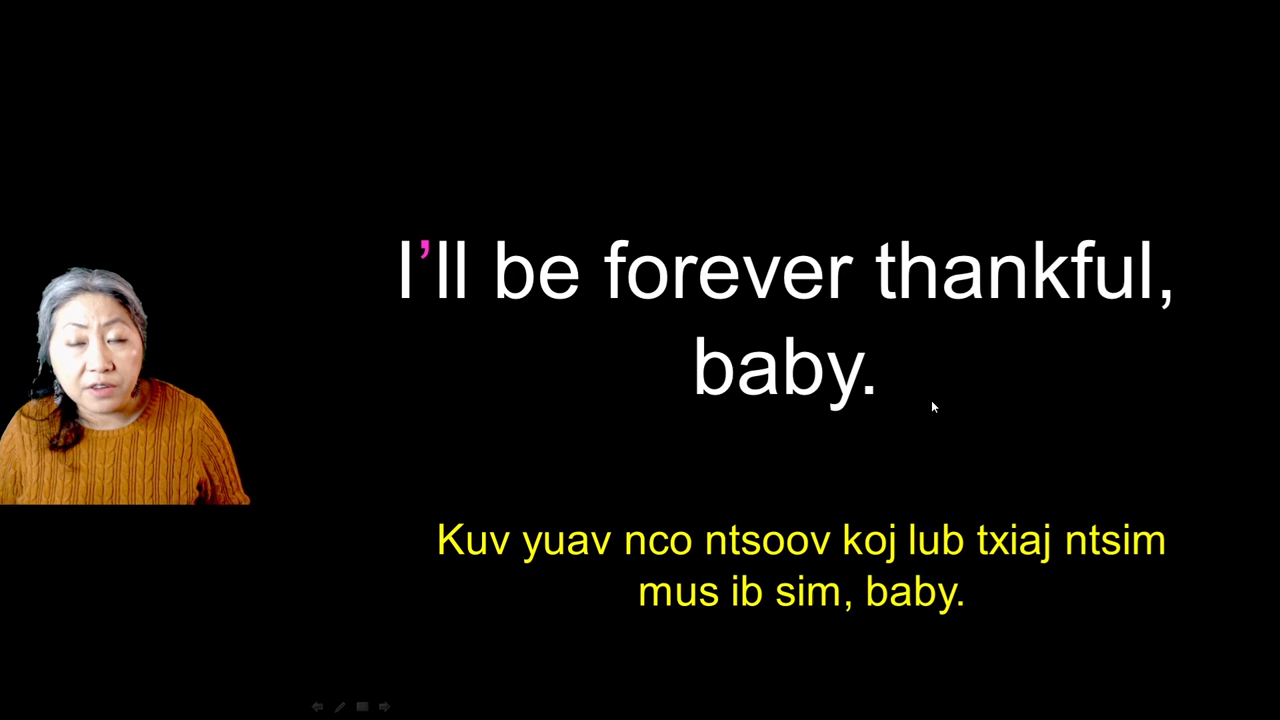 I’ll be forever thankful,
baby.
Kuv yuav nco ntsoov koj lub txiaj ntsim
mus ib sim, baby.